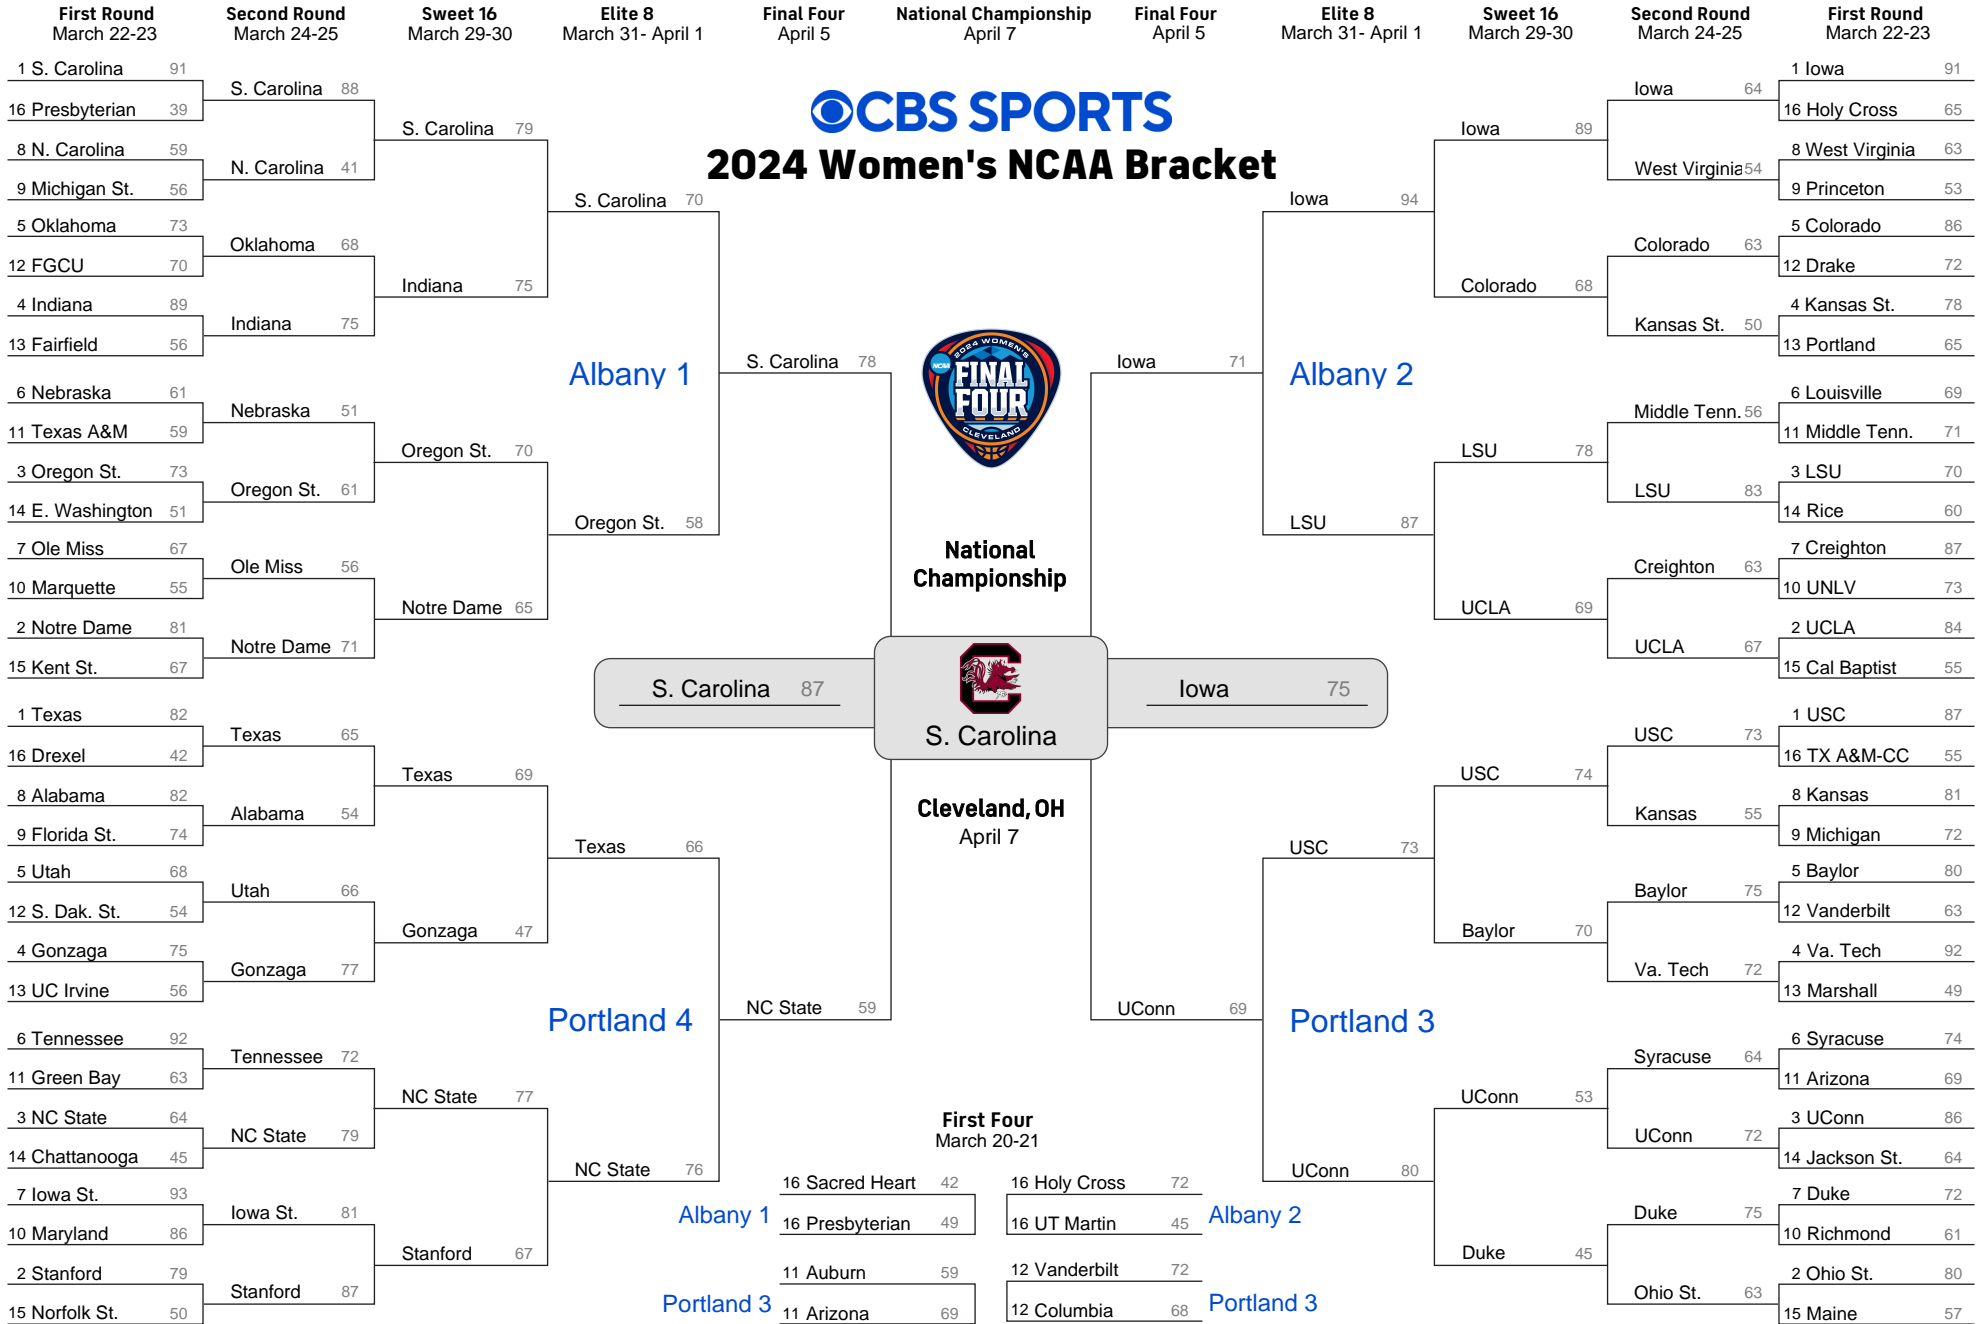 First Round Second Round Sweet 16 Elite 8 Final Four National Championship Final Four Elite 8 Sweet 16 Second Round First Round
March 22-23 March 24-25 March 29-30 March 31- April 1 April 5 April 7 April 5 March 31- April 1 March 29-30 March 24-25 March 22-23
CBS SPORTS
2024 Women's NCAA Bracket
1 S. Carolina 91
16 Presbyterian 39
8 N. Carolina 59
9 Michigan St. 56
5 Oklahoma 73
12 FGCU 70
4 Indiana 89
13 Fairfield 56
6 Nebraska 61
11 Texas A&M 59
3 Oregon St. 73
14 E. Washington 51
7 Ole Miss 67
10 Marquette 55
2 Notre Dame 81
15 Kent St. 67
S. Carolina 88
N. Carolina 41
Oklahoma 68
Indiana 75
Nebraska 51
Oregon St. 61
Ole Miss 56
Notre Dame 71
S. Carolina 79
Indiana 75
Oregon St. 70
Notre Dame 65
S. Carolina 70
Oregon St. 58
Albany 1
S. Carolina 78
1 Texas 82
16 Drexel 42
8 Alabama 82
9 Florida St. 74
5 Utah 68
12 S. Dak. St. 54
4 Gonzaga 75
13 UC Irvine 56
6 Tennessee 92
11 Green Bay 63
3 NC State 64
14 Chattanooga 45
7 Iowa St. 93
10 Maryland 86
2 Stanford 79
15 Norfolk St. 50
Texas 65
Alabama 54
Utah 66
Gonzaga 77
Tennessee 72
NC State 79
Iowa St. 81
Stanford 87
Texas 69
Gonzaga 47
NC State 77
Stanford 67
Texas 66
NC State 76
Portland 4
NC State 59
2024 WOMEN'S
NCAA
FINAL
FOUR
CLEVELAND
National
Championship
S. Carolina 87
S. Carolina
Iowa 75
Cleveland, OH
April 7
Iowa 71
Albany 2
Iowa 94
LSU 87
Iowa 89
Colorado 68
LSU 78
UCLA 69
Iowa 64
West Virginia 54
Colorado 63
Kansas St. 50
Middle Tenn. 56
LSU 83
Creighton 63
UCLA 67
1 Iowa 91
16 Holy Cross 65
8 West Virginia 63
9 Princeton 53
5 Colorado 86
12 Drake 72
4 Kansas St. 78
13 Portland 65
6 Louisville 69
11 Middle Tenn. 71
3 LSU 70
14 Rice 60
7 Creighton 87
10 UNLV 73
2 UCLA 84
15 Cal Baptist 55
UConn 69
Portland 3
USC 73
UConn 80
USC 74
Baylor 70
UConn 53
Duke 45
USC 73
Kansas 55
Baylor 75
Va. Tech 72
Syracuse 64
UConn 72
Duke 75
Ohio St. 63
1 USC 87
16 TX A&M-CC 55
8 Kansas 81
9 Michigan 72
5 Baylor 80
12 Vanderbilt 63
4 Va. Tech 92
13 Marshall 49
6 Syracuse 74
11 Arizona 69
3 UConn 86
14 Jackson St. 64
7 Duke 72
10 Richmond 61
2 Ohio St. 80
15 Maine 57
First Four
March 20-21
Albany 1
16 Sacred Heart 42
16 Presbyterian 49
16 Holy Cross 72
16 UT Martin 45
Albany 2
Portland 3
11 Auburn 59
11 Arizona 69
12 Vanderbilt 72
12 Columbia 68
Portland 3